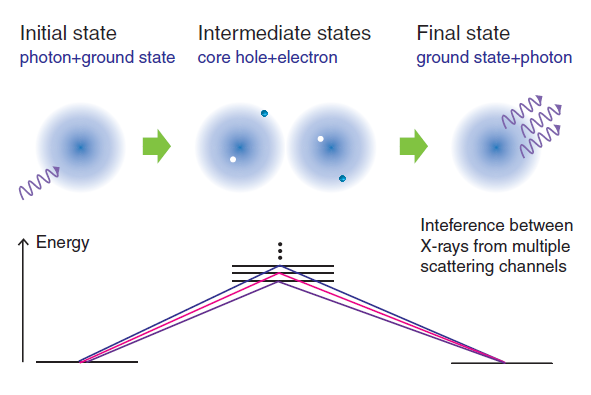 Initial state
photon+ground state
Intermediate states
core hole+electron
Final state
ground state+photon
Energy
Inteference between
X-rays from multiple
scattering channels